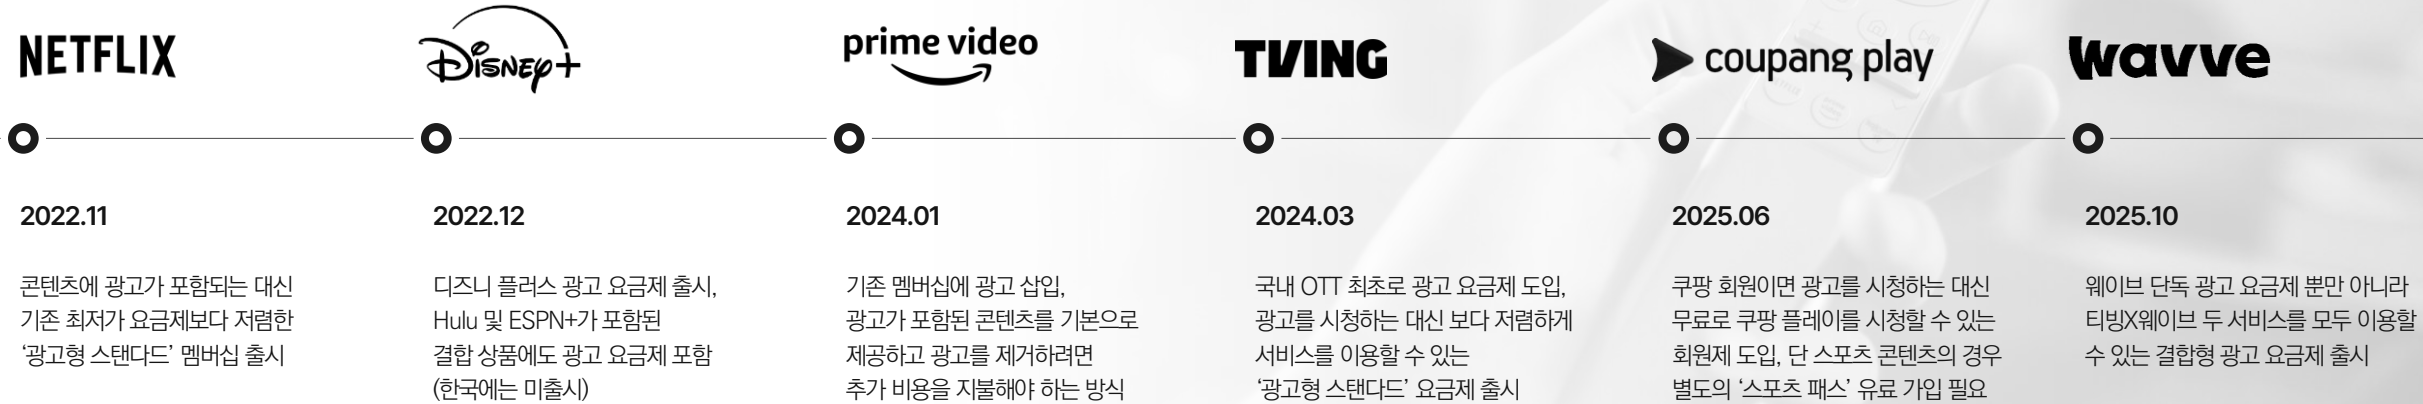 NETFLIX
2022.11
콘텐츠에 광고가 포함되는 대신
기존 최저가 요금제보다 저렴한
‘광고형 스탠다드’ 멤버십 출시
Disney+
2022.12
디즈니 플러스 광고 요금제 출시,
Hulu 및 ESPN+가 포함된
결합 상품에도 광고 요금제 포함
(한국에는 미출시)
prime video
2024.01
기존 멤버십에 광고 삽입,
광고가 포함된 콘텐츠를 기본으로
제공하고 광고를 제거하려면
추가 비용을 지불해야 하는 방식
TVING
2024.03
국내 OTT 최초로 광고 요금제 도입,
광고를 시청하는 대신 보다 저렴하게
서비스를 이용할 수 있는
‘광고형 스탠다드’ 요금제 출시
coupang play
2025.06
쿠팡 회원이면 광고를 시청하는 대신
무료로 쿠팡 플레이를 시청할 수 있는
회원제 도입, 단 스포츠 콘텐츠의 경우
별도의 ‘스포츠 패스’ 유료 가입 필요
wavve
2025.10
웨이브 단독 광고 요금제 뿐만 아니라
티빙X웨이브 두 서비스를 모두 이용할
수 있는 결합형 광고 요금제 출시